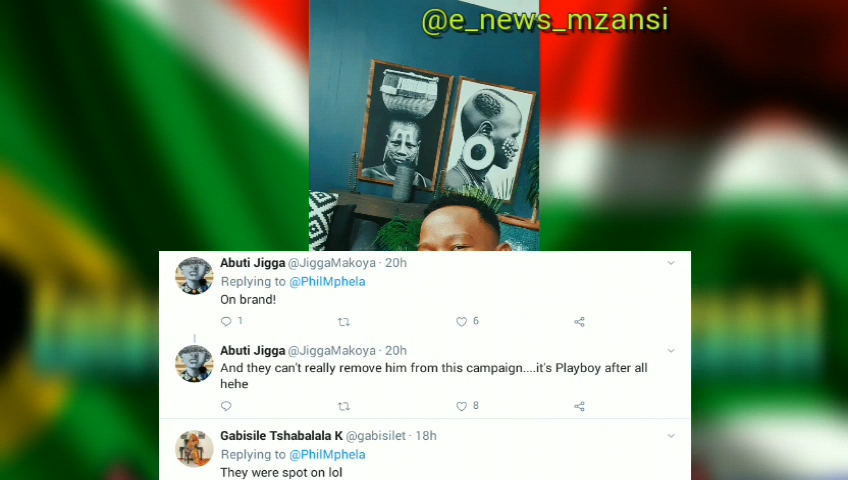 @e_news_mzansi
Abuti Jigga @JiggaMakoya · 20h
Replying to @PhilMphela
On brand!
1
6
Abuti Jigga @JiggaMakoya · 20h
And they can't really remove him from this campaign....it's Playboy after all
hehe
8
Gabisile Tshabalala K @gabisilet · 18h
Replying to @PhilMphela
They were spot on lol